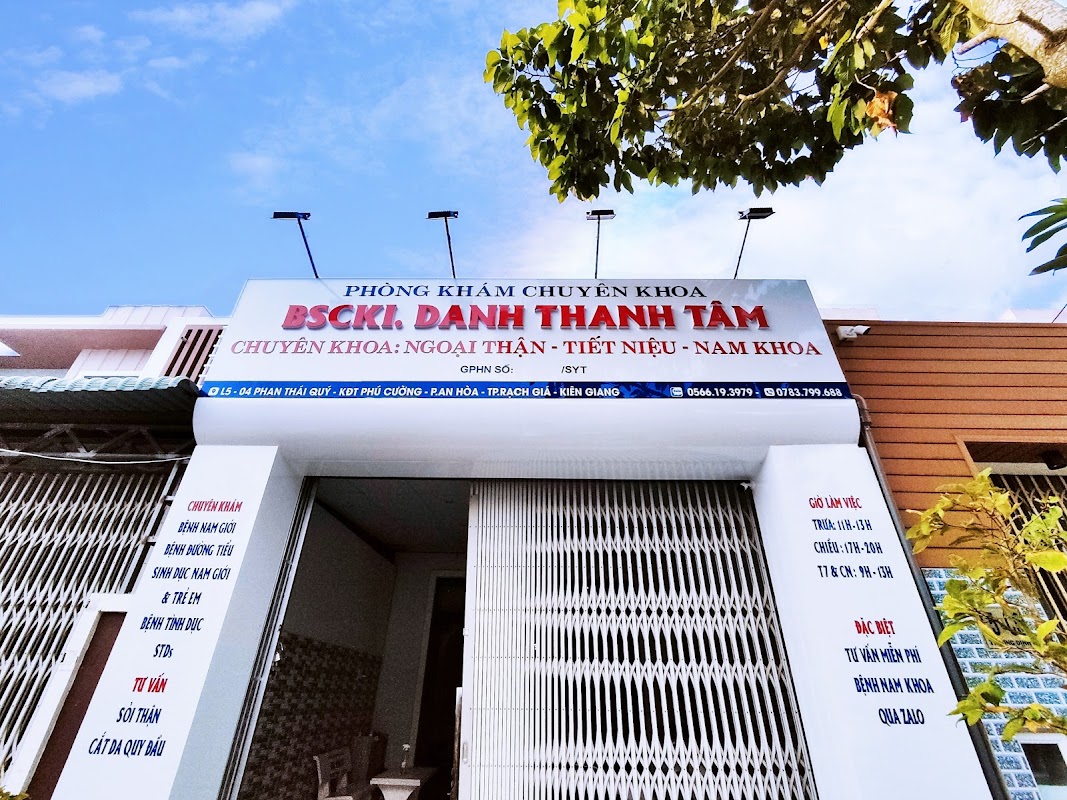 PHÒNG KHÁM CHUYÊN KHOA
BSCKI. DANH THANH TÂM
CHUYÊN KHOA: NGOẠI THẬN - TIẾT NIỆU - NAM KHOA
GPHN SỐ: /SYT
L5 - 04 PHAN THÁI QUÝ - KĐT PHÚ CƯỜNG - P.AN HÒA - TP.RẠCH GIÁ - KIÊN GIANG
0566.19.3979 - 0783.799.688
CHUYÊN KHÁM
BỆNH NAM GIỚI
BỆNH ĐƯỜNG TIỂU
SINH DỤC NAM GIỚI
& TRẺ EM
BỆNH TÌNH DỤC
STDs
TƯ VẤN
SỎI THẬN
CẮT DA QUY ĐẦU
GIỜ LÀM VIỆC
TRƯA: 11H-13H
CHIỀU: 17H-20H
T7 & CN: 9H - 13H
ĐẶC BIỆT
TƯ VẤN MIỄN PHÍ
BỆNH NAM KHOA
QUA ZALO